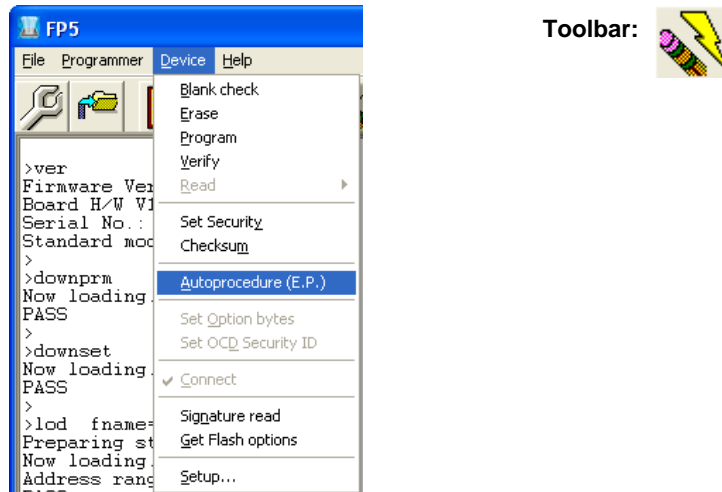 FP5
Toolbar:
File Programmer Device Help
Blank check
Erase
Program
Verify
Read
Set Security
Checksum
Autoprocedure (E.P.)
Set Option bytes
Set OCD Security ID
Connect
Signature read
Get Flash options
Setup...
>ver
Firmware Ver
Board H/W V1
Serial No.:
Standard mod
>
>downprm
Now loading.
PASS
>
>downset
Now loading.
PASS
>
>lod fname=
Preparing st
Now loading.
Address rang
PASS